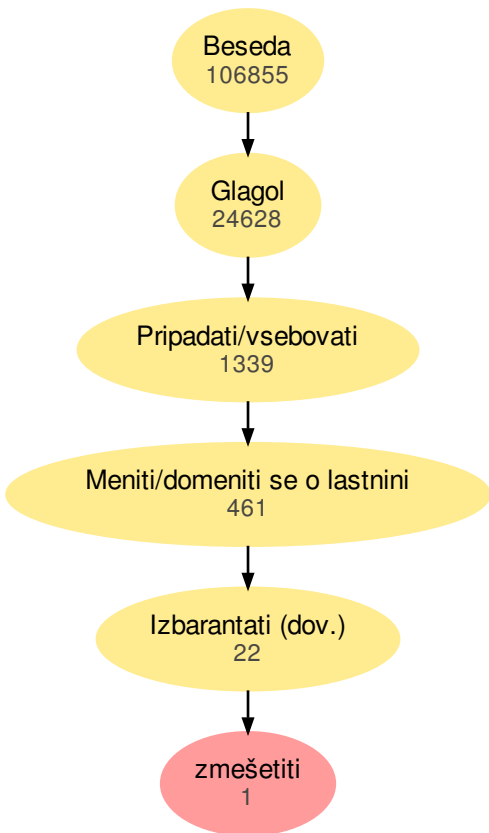 Beseda
106855
Glagol
24628
Pripadati/vsebovati
1339
Meniti/domeniti se o lastnini
461
Izbarantati (dov.)
22
zmešetiti
1